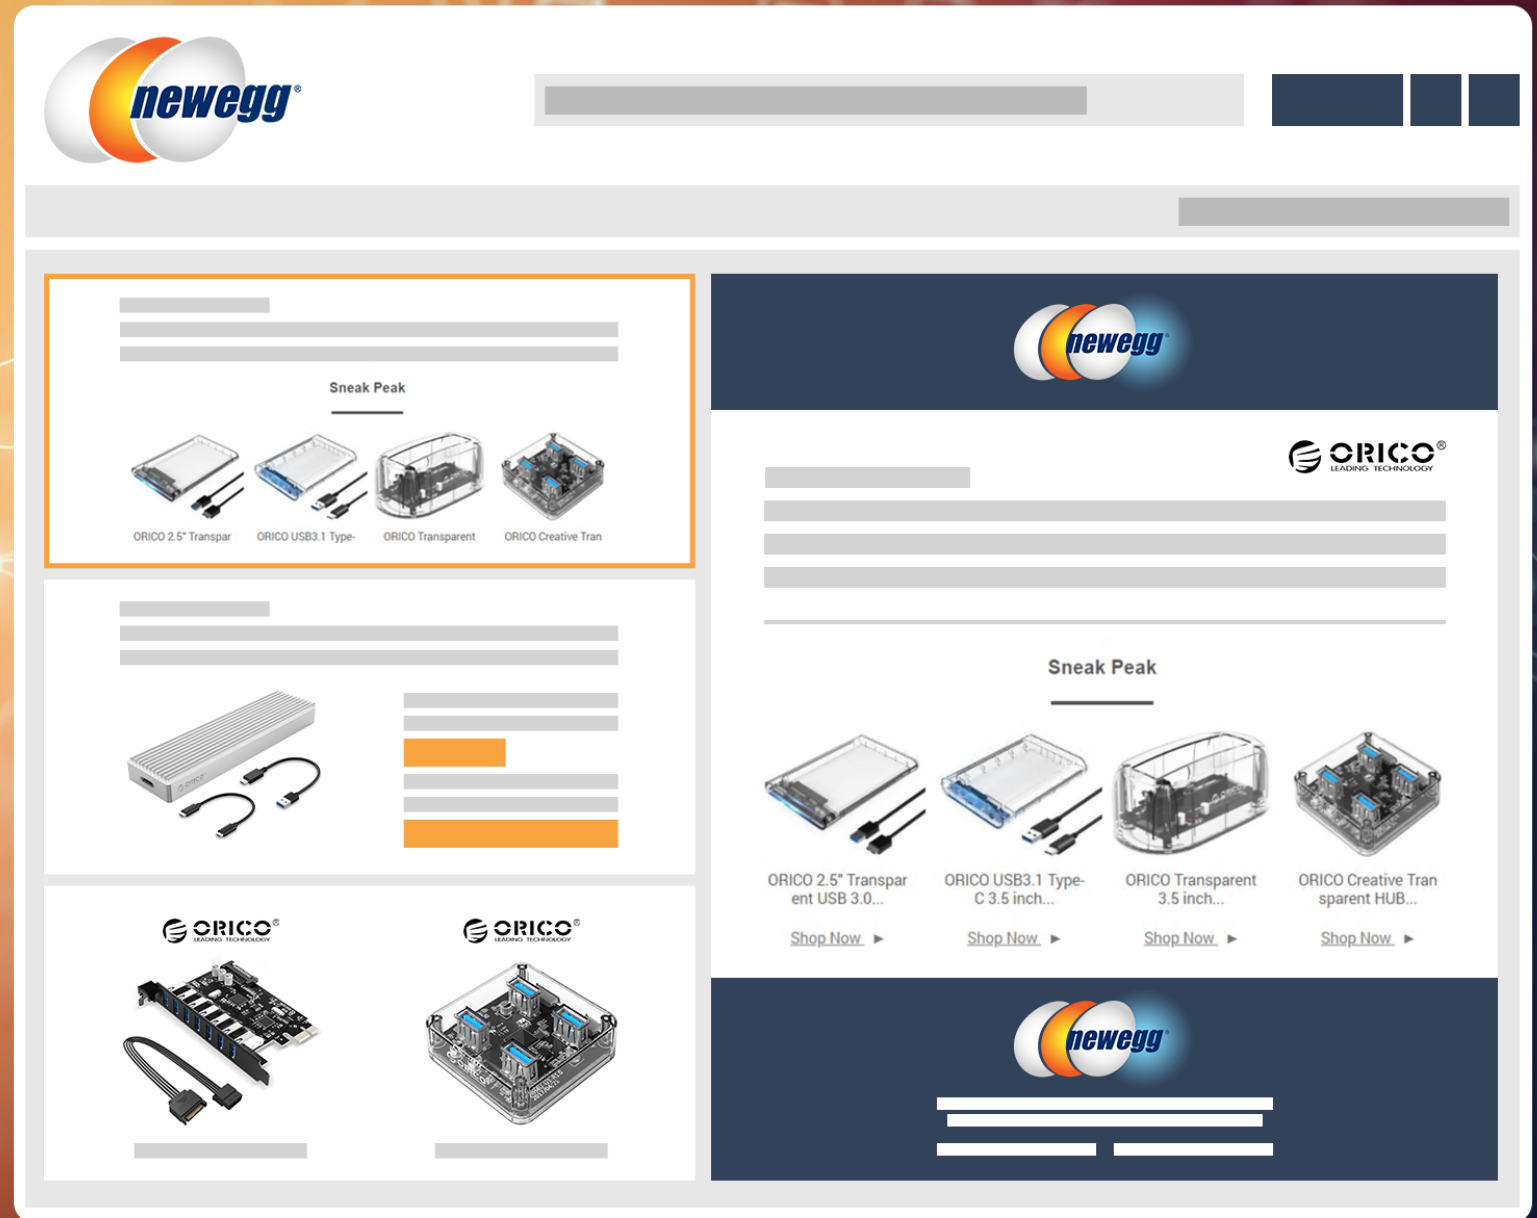 newegg®
Sneak Peak
ORICO 2.5" Transpar
ORICO USB3.1 Type-
ORICO Transparent
ORICO Creative Tran
ORICO
ORICO®
LEADING TECHNOLOGY
ORICO®
LEADING TECHNOLOGY
newegg
ORICO®
LEADING TECHNOLOGY
Sneak Peak
ORICO 2.5" Transpar
ent USB 3.0...
Shop Now ►
ORICO USB3.1 Type-
C 3.5 inch...
Shop Now ►
ORICO Transparent
3.5 inch...
Shop Now ►
ORICO Creative Tran
sparent HUB...
Shop Now ►
newegg